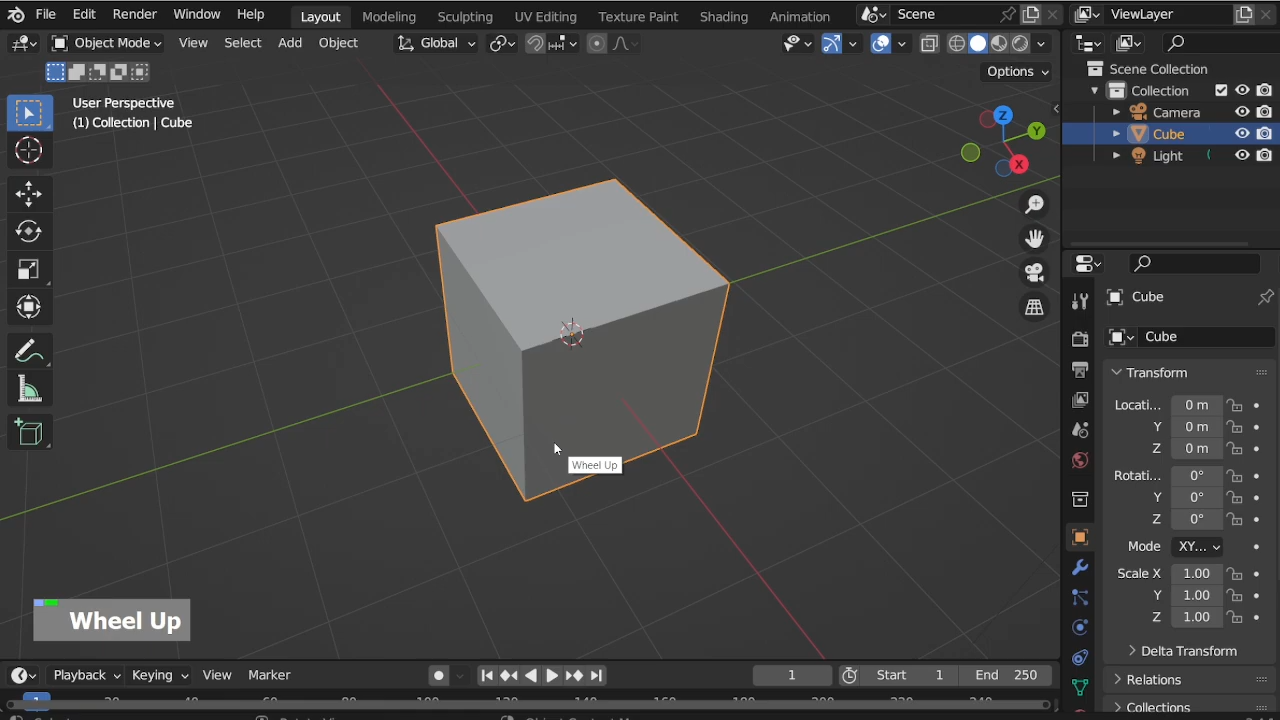 File Edit Render Window Help Layout Modeling Sculpting UV Editing Texture Paint Shading Animation Scene ViewLayer
Object Mode View Select Add Object Global
Options
User Perspective
(1) Collection | Cube
Z
Y
X
Scene Collection
Collection
Camera
Cube
Light
Cube
Cube
Transform
Locati... 0 m
Y 0 m
Z 0 m
Rotati... 0°
Y 0°
Z 0°
Mode XY...
Scale X 1.00
Y 1.00
Z 1.00
Delta Transform
Relations
Collections
Wheel Up
Wheel Up
Playback Keying View Marker 1 Start 1 End 250
1